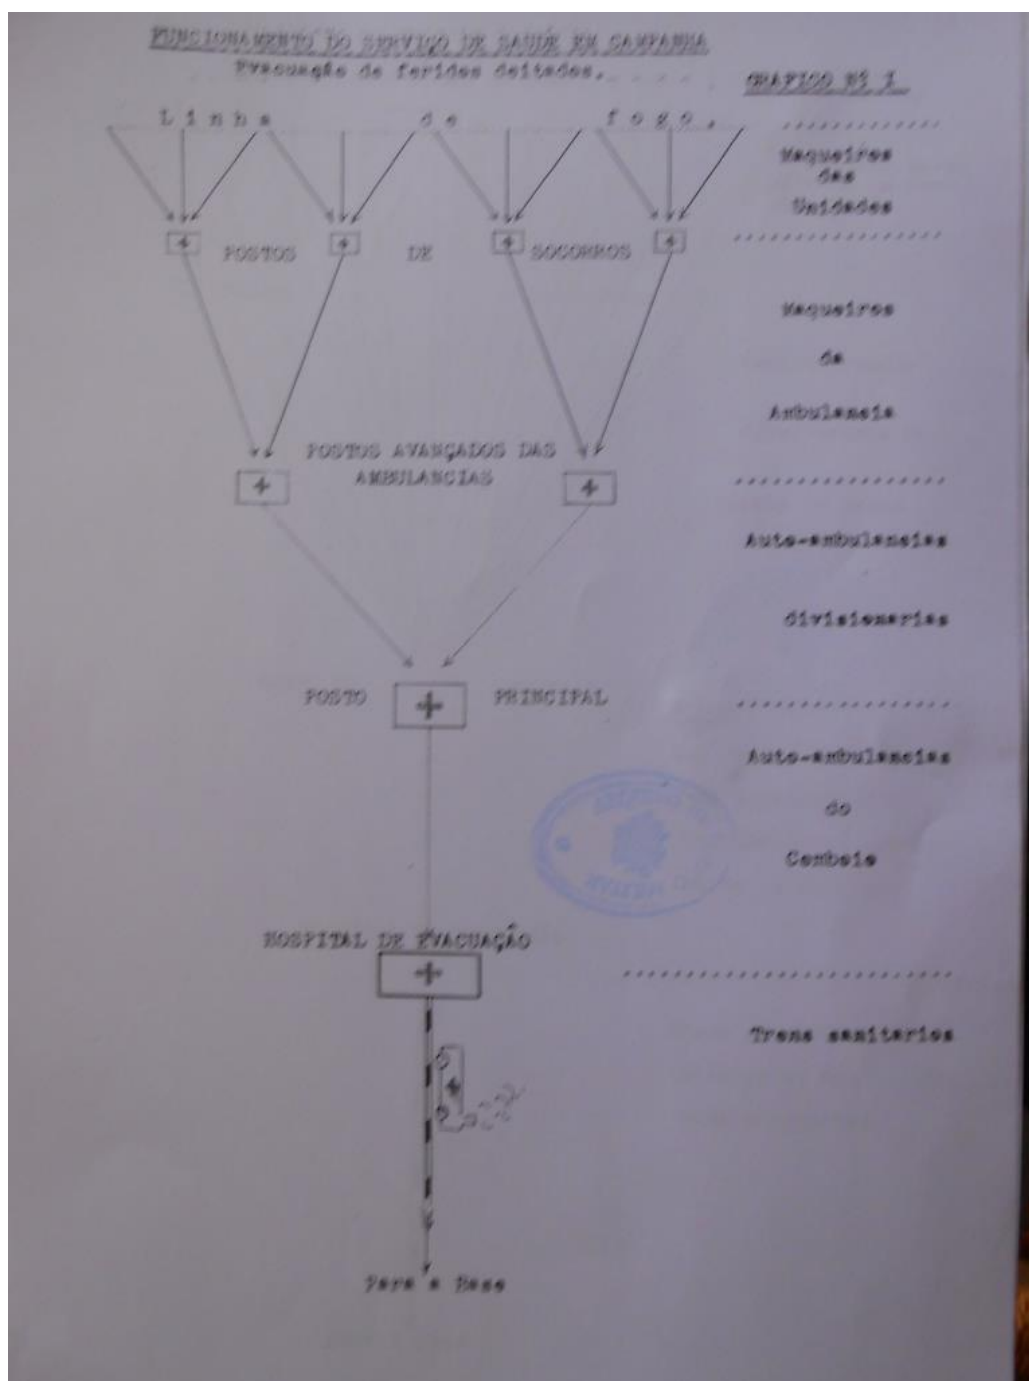 FUNCIONAMENTO DO SERVIÇO DE SAUDE EM CAMPANHA
Evacuação de feridos deitados.
GRAFICO Nº 1
Linha de fogo.
Maqueiros
das
Unidades
POSTOS DE SOCORROS
Maqueiros
da
Ambulancia
POSTOS AVANÇADOS DAS
AMBULANCIAS
Auto-ambulancias
divisionarias
POSTO PRINCIPAL
Auto-ambulancias
do
Comboio
HOSPITAL DE EVACUAÇÃO
Trens sanitarios
Para a Base